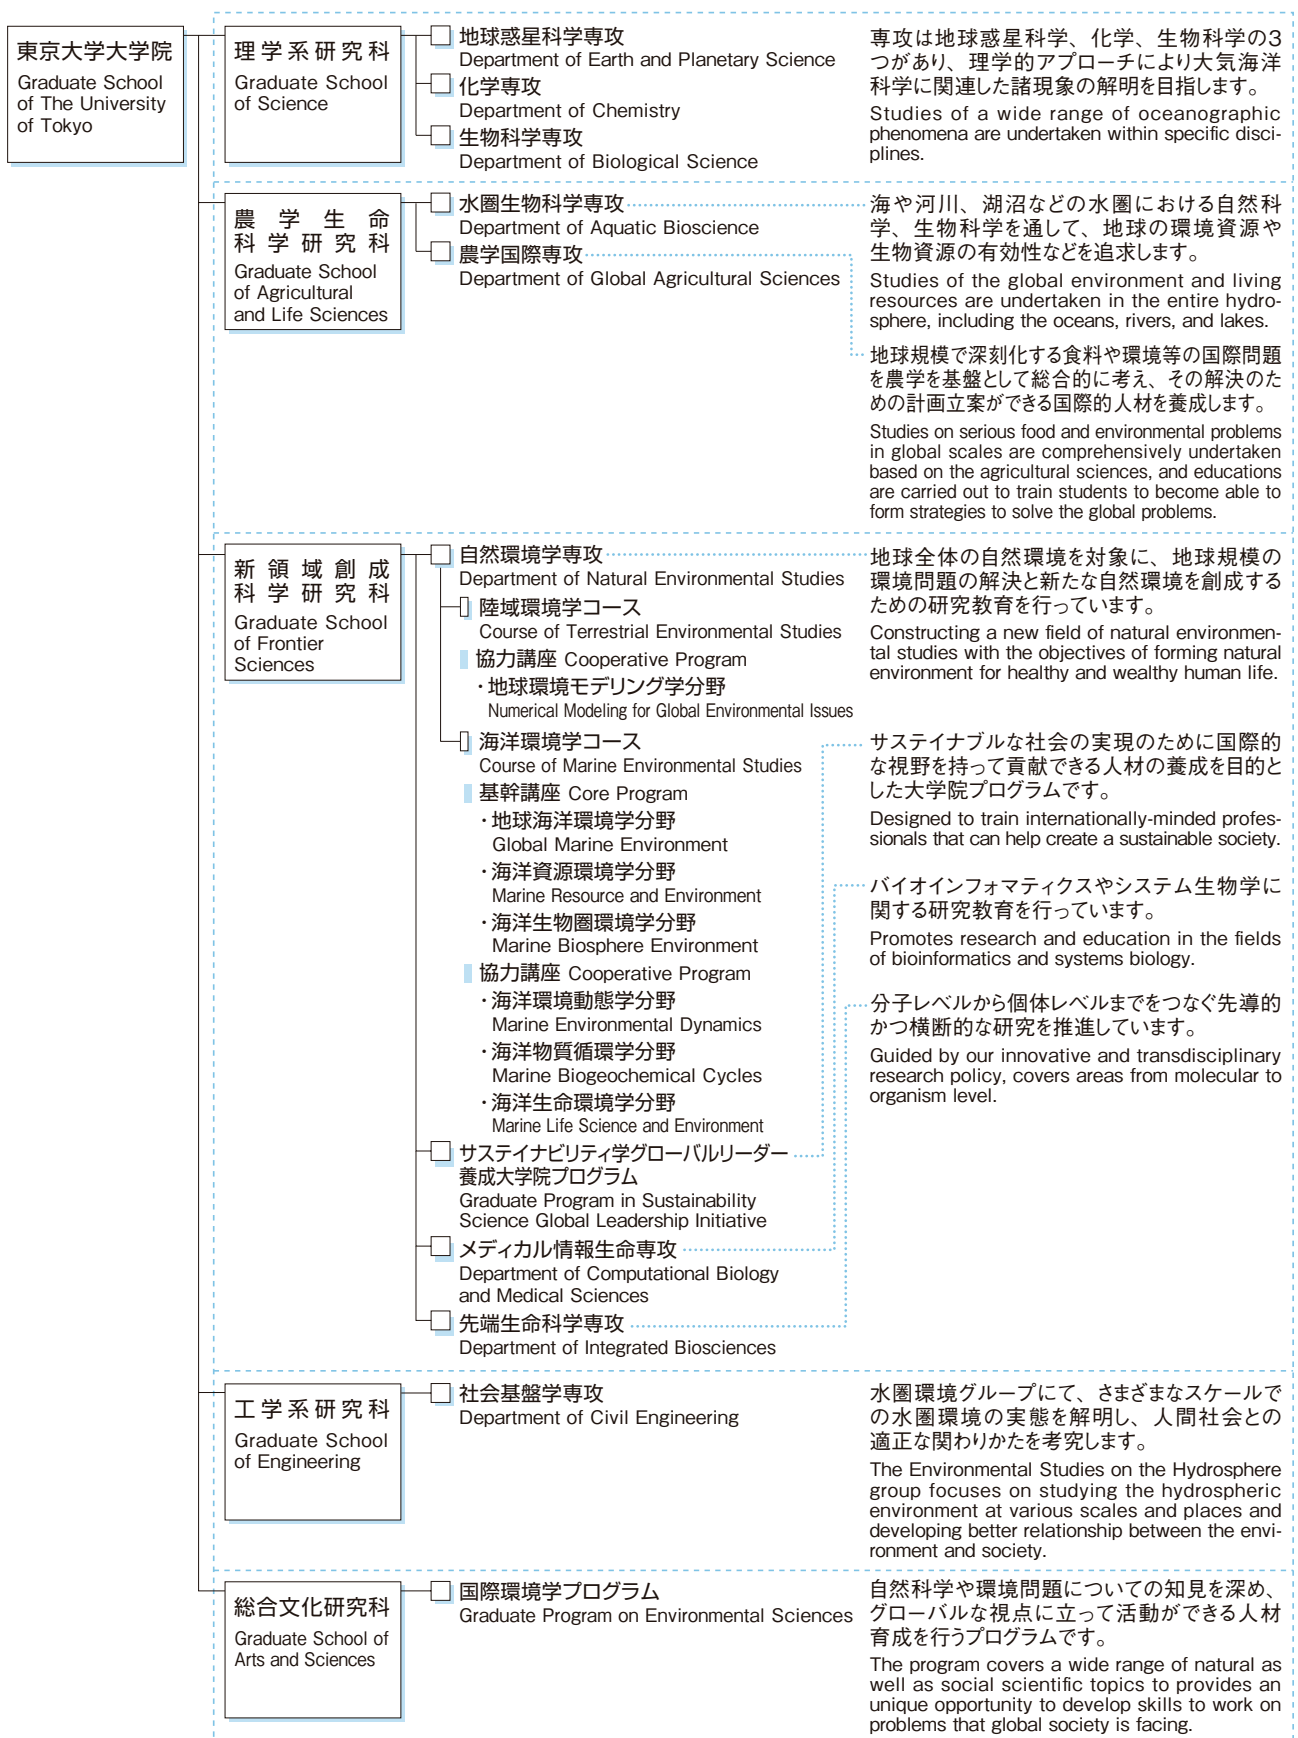 東京大学大学院
Graduate School
of The University
of Tokyo
理学系研究科
Graduate School
of Science
地球惑星科学専攻
Department of Earth and Planetary Science
化学専攻
Department of Chemistry
生物科学専攻
Department of Biological Science
専攻は地球惑星科学、化学、生物科学の3
つがあり、理学的アプローチにより大気海洋
科学に関連した諸現象の解明を目指します。
Studies of a wide range of oceanographic
phenomena are undertaken within specific disci-
plines.
農学生命
科学研究科
Graduate School
of Agricultural
and Life Sciences
水圏生物科学専攻
Department of Aquatic Bioscience
農学国際専攻
Department of Global Agricultural Sciences
海や河川、湖沼などの水圏における自然科
学、生物科学を通して、地球の環境資源や
生物資源の有効性などを追求します。
Studies of the global environment and living
resources are undertaken in the entire hydro-
sphere, including the oceans, rivers, and lakes.
地球規模で深刻化する食料や環境等の国際問題
を農学を基盤として総合的に考え、その解決のた
めの計画立案ができる国際的人材を養成します。
Studies on serious food and environmental problems
in global scales are comprehensively undertaken
based on the agricultural sciences, and educations
are carried out to train students to become able to
form strategies to solve the global problems.
新領域創成
科学研究科
Graduate School
of Frontier
Sciences
自然環境学専攻
Department of Natural Environmental Studies
陸域環境学コース
Course of Terrestrial Environmental Studies
協力講座 Cooperative Program
・地球環境モデリング学分野
Numerical Modeling for Global Environmental Issues
海洋環境学コース
Course of Marine Environmental Studies
基幹講座 Core Program
・地球海洋環境学分野
Global Marine Environment
・海洋資源環境学分野
Marine Resource and Environment
・海洋生物圏環境学分野
Marine Biosphere Environment
協力講座 Cooperative Program
・海洋環境動態学分野
Marine Environmental Dynamics
・海洋物質循環学分野
Marine Biogeochemical Cycles
・海洋生命環境学分野
Marine Life Science and Environment
サステイナビリティ学グローバルリーダー
養成大学院プログラム
Graduate Program in Sustainability
Science Global Leadership Initiative
メディカル情報生命専攻
Department of Computational Biology
and Medical Sciences
先端生命科学専攻
Department of Integrated Biosciences
地球全体の自然環境を対象に、地球規模の
環境問題の解決と新たな自然環境を創成する
ための研究教育を行っています。
Constructing a new field of natural environmen-
tal studies with the objectives of forming natural
environment for healthy and wealthy human life.
サステイナブルな社会の実現のために国際的
な視野を持って貢献できる人材の養成を目的と
した大学院プログラムです。
Designed to train internationally-minded profes-
sionals that can help create a sustainable society.
バイオインフォマティクスやシステム生物学に
関する研究教育を行っています。
Promotes research and education in the fields
of bioinformatics and systems biology.
分子レベルから個体レベルまでをつなぐ先導的
かつ横断的な研究を推進しています。
Guided by our innovative and transdisciplinary
research policy, covers areas from molecular to
organism level.
工学系研究科
Graduate School
of Engineering
社会基盤学専攻
Department of Civil Engineering
水圏環境グループにて、さまざまなスケールで
の水圏環境の実態を解明し、人間社会との
適正な関わりかたを考究します。
The Environmental Studies on the Hydrosphere
group focuses on studying the hydrospheric
environment at various scales and places and
developing better relationship between the envi-
ronment and society.
総合文化研究科
Graduate School of
Arts and Sciences
国際環境学プログラム
Graduate Program on Environmental Sciences
自然科学や環境問題についての知見を深め、
グローバルな視点に立って活動ができる人材
育成を行うプログラムです。
The program covers a wide range of natural as
well as social scientific topics to provides an
unique opportunity to develop skills to work on
problems that global society is facing.